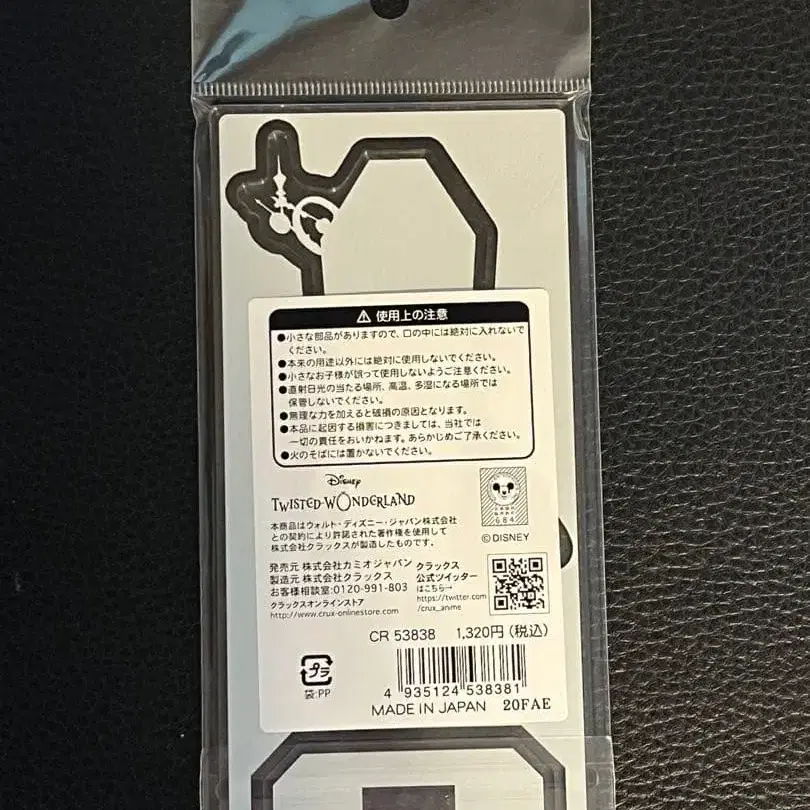 ⚠ 使用上の注意
●小さな部品がありますので、口の中には絶対に入れないで
ください。
●本来の用途以外には絶対に使用しないでください。
●小さなお子様が誤って使用しないようご注意ください。
●直射日光の当たる場所、高温、多湿になる場所では
保管しないでください。
●無理な力を加えると破損の原因となります。
●本品に起因する損害につきましては、当社では
一切の責任をおいかねます。あらかじめご了承ください。
●火のそばには置かないでください。
Disney
TWISTED-WONDERLAND
本商品はウォルト・ディズニー・ジャパン株式会社
との契約により許諾された著作権を使用して
株式会社クラックスが製造したものです。
684
©DISNEY
発売元 株式会社カミオジャパン
製造元 株式会社クラックス
お客様相談室:0120-991-803
クラックスオンラインストア
http://www.crux-onlinestore.com/
クラックス
公式ツイッター
はこちら→
https://twitter.com
/crux_anime
CR 53838 1,320円(税込)
プラ
袋:PP
4 935124 538381
MADE IN JAPAN 20FAE